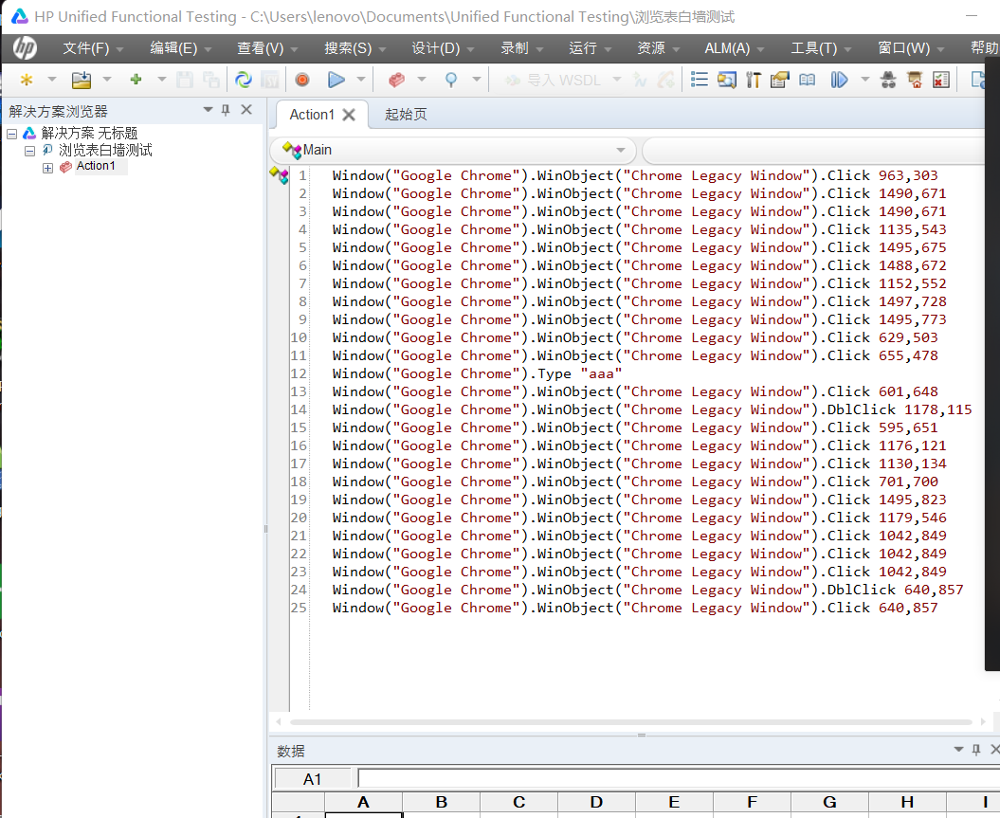 HP Unified Functional Testing - C:\Users\lenovo\Documents\Unified Functional Testing\浏览表白墙测试
hp 文件(F) 编辑(E) 查看(V) 搜索(S) 设计(D) 录制 运行 资源 ALM(A) 工具(T) 窗口(W) 帮助
导入 WSDL
解决方案浏览器
Action1 起始页
解决方案 无标题
浏览表白墙测试
Action1
Main
1 Window("Google Chrome").WinObject("Chrome Legacy Window").Click 963,303
2 Window("Google Chrome").WinObject("Chrome Legacy Window").Click 1490,671
3 Window("Google Chrome").WinObject("Chrome Legacy Window").Click 1490,671
4 Window("Google Chrome").WinObject("Chrome Legacy Window").Click 1135,543
5 Window("Google Chrome").WinObject("Chrome Legacy Window").Click 1495,675
6 Window("Google Chrome").WinObject("Chrome Legacy Window").Click 1488,672
7 Window("Google Chrome").WinObject("Chrome Legacy Window").Click 1152,552
8 Window("Google Chrome").WinObject("Chrome Legacy Window").Click 1497,728
9 Window("Google Chrome").WinObject("Chrome Legacy Window").Click 1495,773
10 Window("Google Chrome").WinObject("Chrome Legacy Window").Click 629,503
11 Window("Google Chrome").WinObject("Chrome Legacy Window").Click 655,478
12 Window("Google Chrome").Type "aaa"
13 Window("Google Chrome").WinObject("Chrome Legacy Window").Click 601,648
14 Window("Google Chrome").WinObject("Chrome Legacy Window").DblClick 1178,115
15 Window("Google Chrome").WinObject("Chrome Legacy Window").Click 595,651
16 Window("Google Chrome").WinObject("Chrome Legacy Window").Click 1176,121
17 Window("Google Chrome").WinObject("Chrome Legacy Window").Click 1130,134
18 Window("Google Chrome").WinObject("Chrome Legacy Window").Click 701,700
19 Window("Google Chrome").WinObject("Chrome Legacy Window").Click 1495,823
20 Window("Google Chrome").WinObject("Chrome Legacy Window").Click 1179,546
21 Window("Google Chrome").WinObject("Chrome Legacy Window").Click 1042,849
22 Window("Google Chrome").WinObject("Chrome Legacy Window").Click 1042,849
23 Window("Google Chrome").WinObject("Chrome Legacy Window").Click 1042,849
24 Window("Google Chrome").WinObject("Chrome Legacy Window").DblClick 640,857
25 Window("Google Chrome").WinObject("Chrome Legacy Window").Click 640,857
数据
A1
A B C D E F G H I